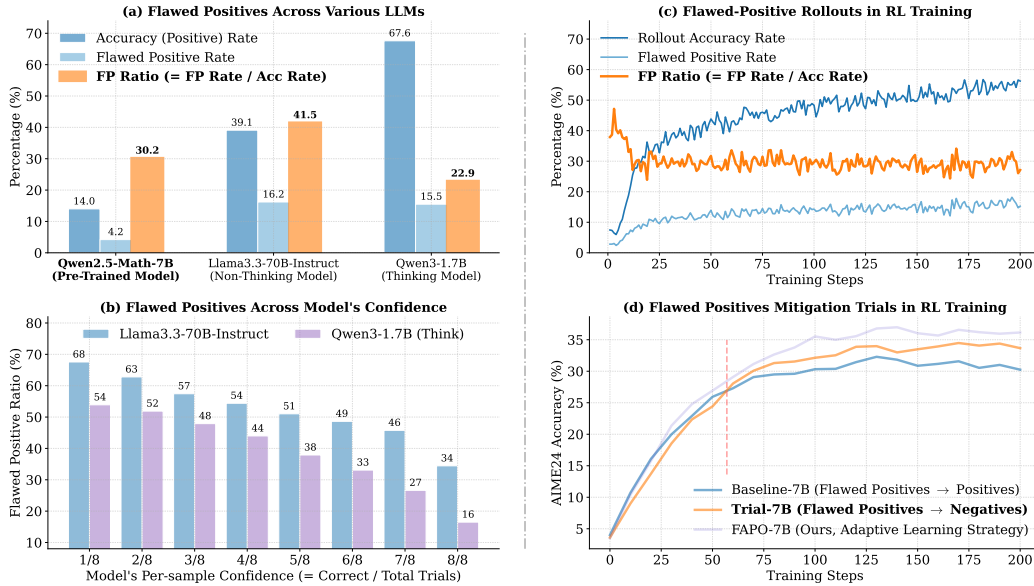 (a) Flawed Positives Across Various LLMs
Percentage (%)
70
60
50
40
30
20
10
0
Accuracy (Positive) Rate
Flawed Positive Rate
FP Ratio (= FP Rate / Acc Rate)
14.0
4.2
30.2
39.1
16.2
41.5
67.6
15.5
22.9
Qwen2.5-Math-7B
(Pre-Trained Model)
Llama3.3-70B-Instruct
(Non-Thinking Model)
Qwen3-1.7B
(Thinking Model)
(b) Flawed Positives Across Model's Confidence
Flawed Positive Ratio (%)
80
70
60
50
40
30
20
10
Llama3.3-70B-Instruct
Qwen3-1.7B (Think)
68
54
63
52
57
48
54
44
51
38
49
33
46
27
34
16
1/8
2/8
3/8
4/8
5/8
6/8
7/8
8/8
Model's Per-sample Confidence (= Correct / Total Trials)
(c) Flawed-Positive Rollouts in RL Training
Percentage (%)
70
60
50
40
30
20
10
0
Rollout Accuracy Rate
Flawed Positive Rate
FP Ratio (= FP Rate / Acc Rate)
0
25
50
75
100
125
150
175
200
Training Steps
(d) Flawed Positives Mitigation Trials in RL Training
AIME24 Accuracy (%)
35
30
25
20
15
10
5
Baseline-7B (Flawed Positives → Positives)
Trial-7B (Flawed Positives → Negatives)
FAPO-7B (Ours, Adaptive Learning Strategy)
0
25
50
75
100
125
150
175
200
Training Steps